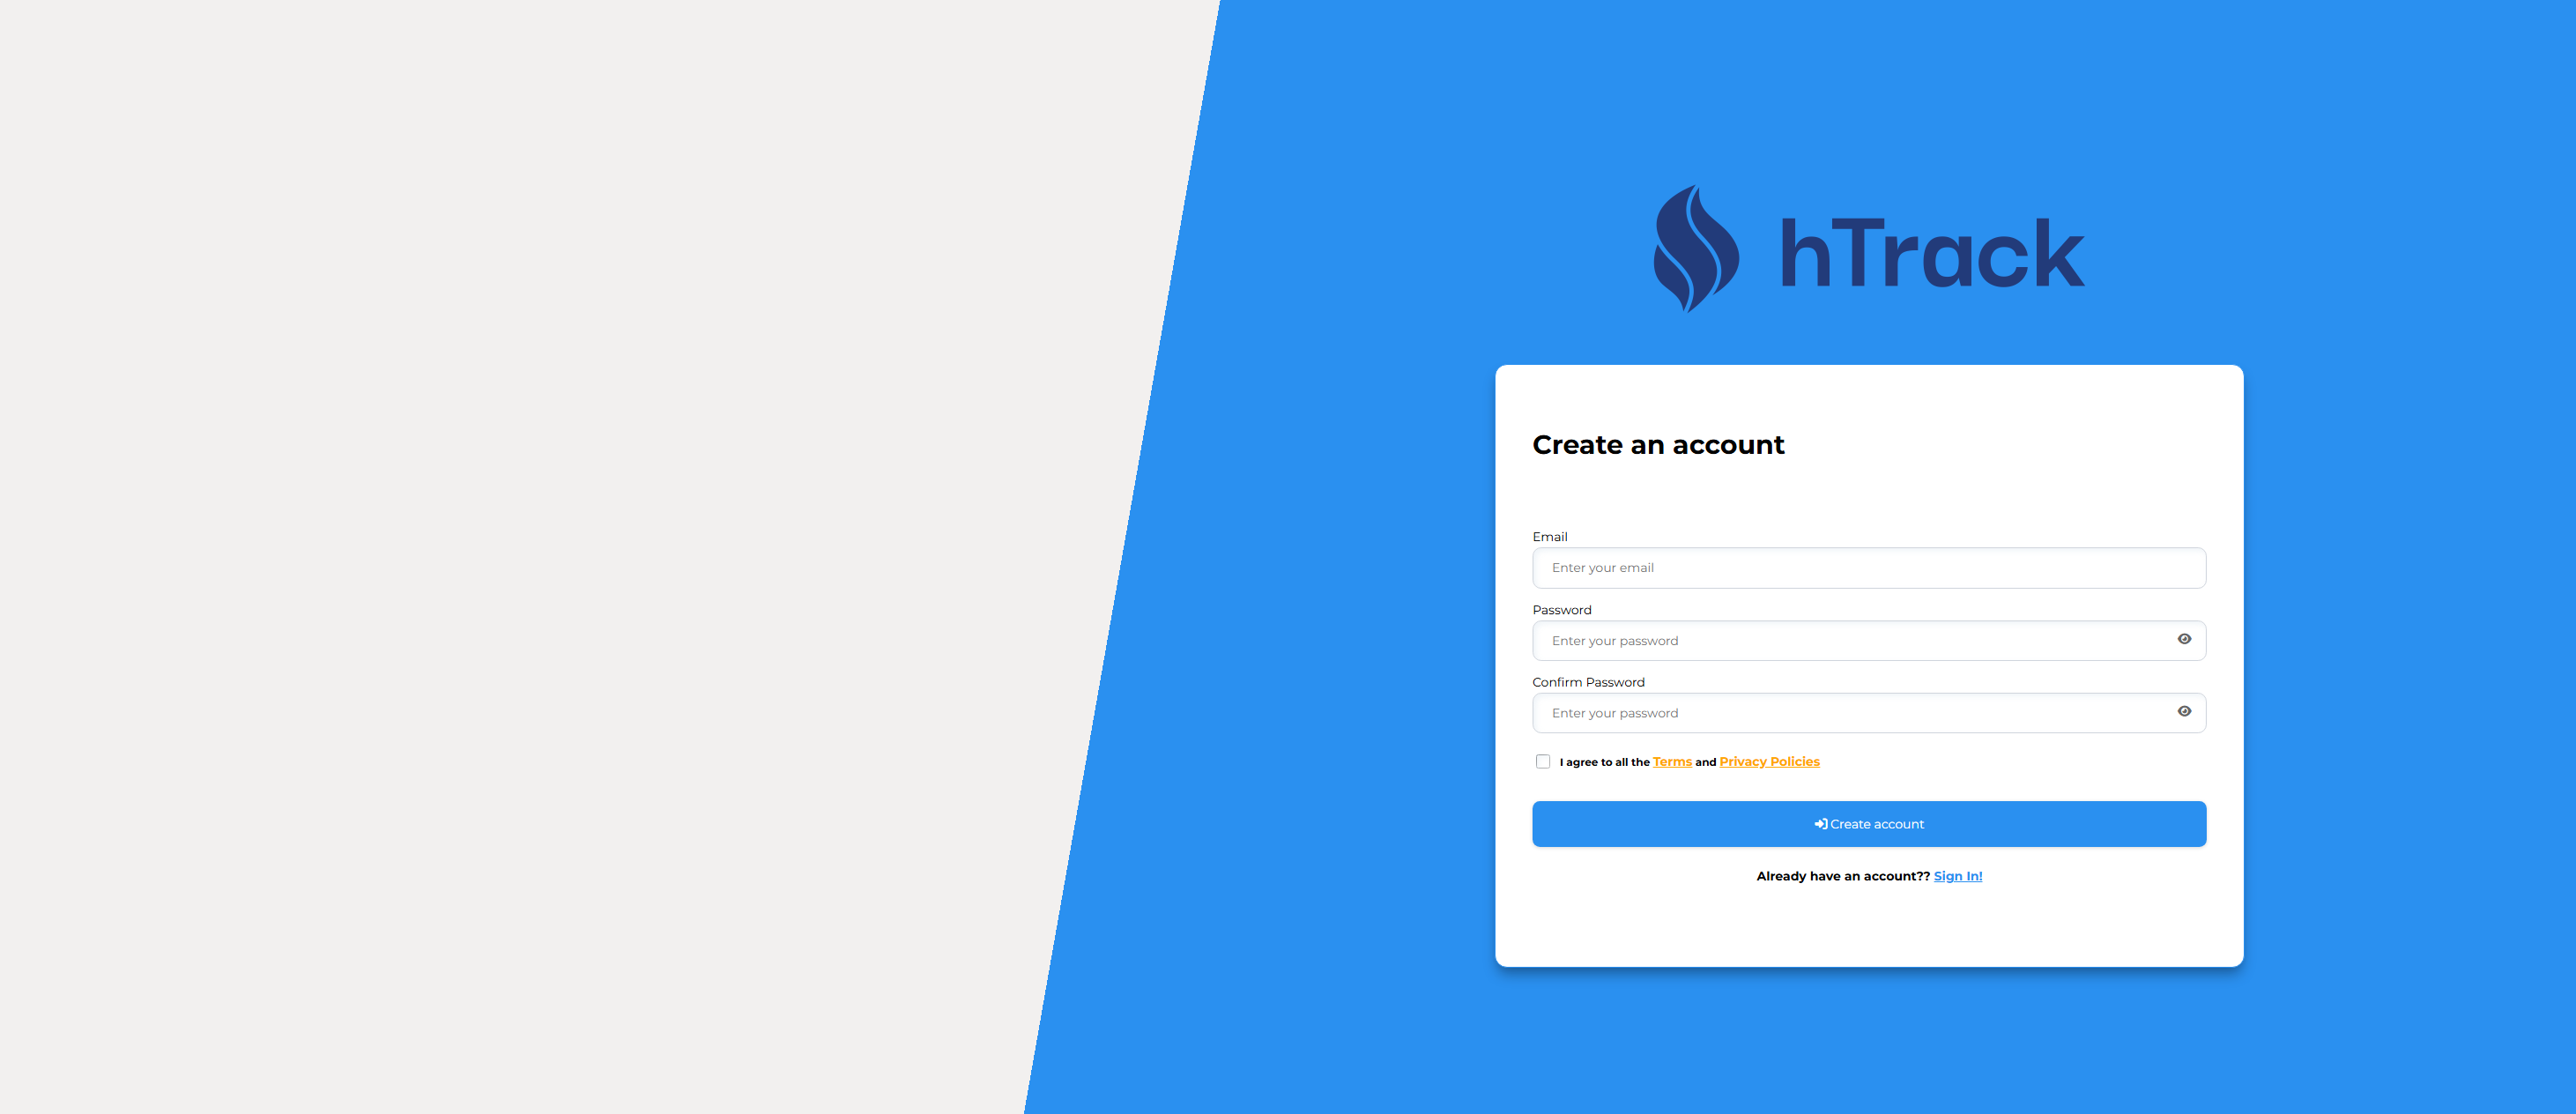 hTrack
Create an account
Email
Enter your email
Password
Enter your password
Confirm Password
Enter your password
I agree to all the Terms and Privacy Policies
Create account
Already have an account?? Sign In!